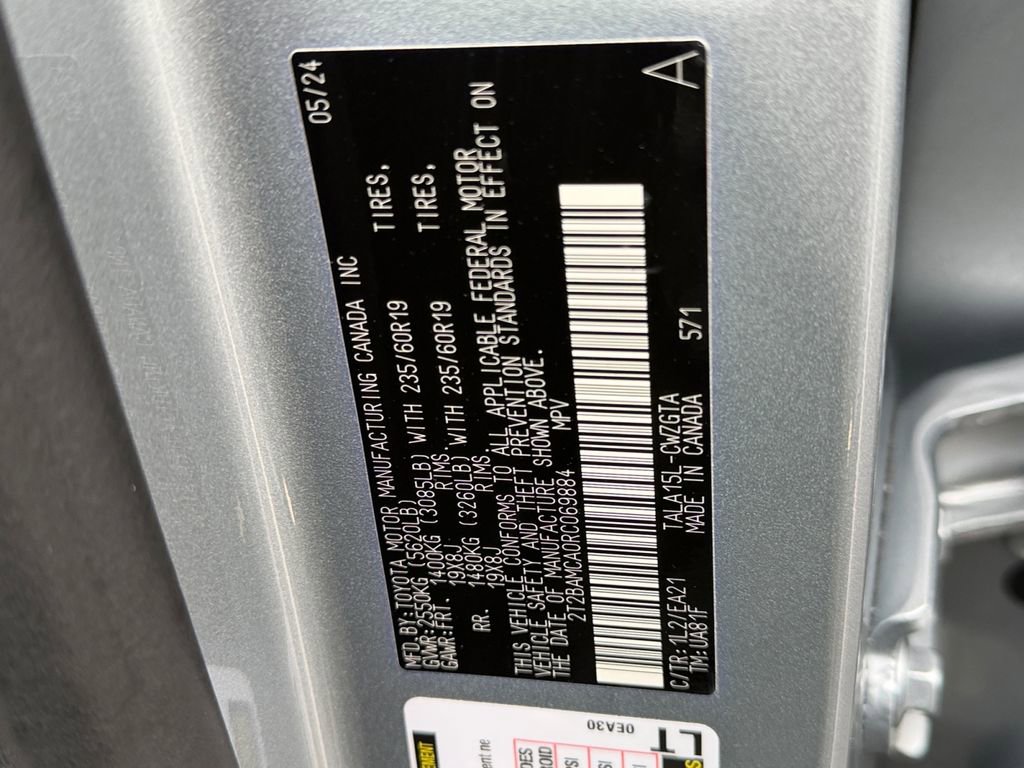 MFD BY:TOYOTA MOTOR MANUFACTURING CANADA INC 05/24
GVWR:2550KG (5620LB)
GAWR:FRT. 1400KG (3085LB) WITH 235/60R19 TIRES,
19X8J RIMS.
RR. 1480KG (3260LB) WITH 235/60R19 TIRES,
19X8J RIMS.
THIS VEHICLE CONFORMS TO ALL APPLICABLE FEDERAL MOTOR
VEHICLE SAFETY AND THEFT PREVENTION STANDARDS IN EFFECT ON
THE DATE OF MANUFACTURE SHOWN ABOVE.
2T2BAMCA0RC069884 MPV
C/TR:1L2/EA21 TALA15L-CWZGTA 571
TM:UA81F MADE IN CANADA
A
0EA30